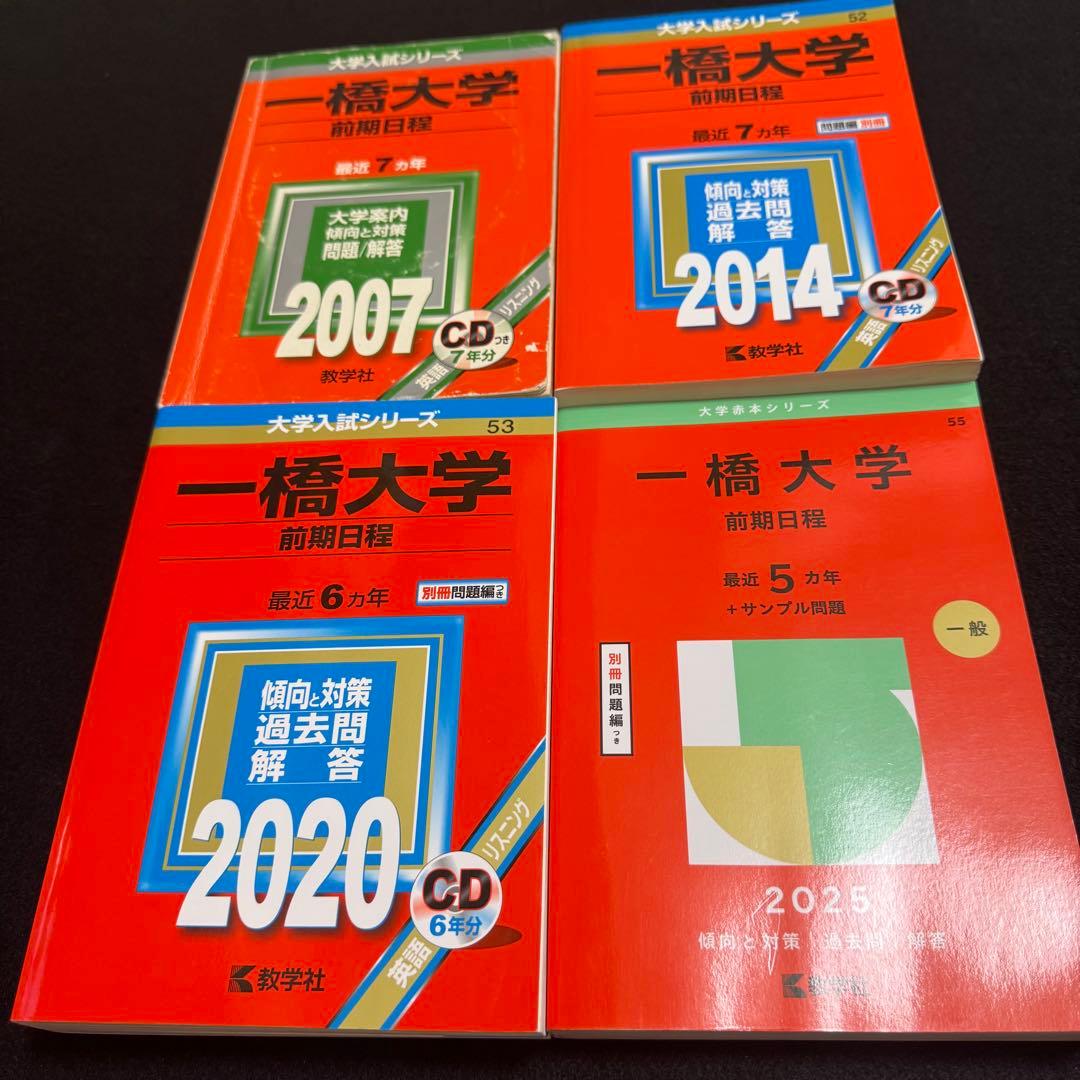 大学入試シリーズ
一橋大学
前期日程
最近7カ年
大学案内
傾向と対策
問題/解答
2007
CDつき
7年分
英語リスニング
教学社
大学入試シリーズ
52
一橋大学
前期日程
最近7カ年
問題編 別冊
傾向と対策
過去問
解答
2014
CD
7年分
英語リスニング
教学社
大学入試シリーズ
53
一橋大学
前期日程
最近6カ年
別冊問題編つき
傾向と対策
過去問
解答
2020
CD
6年分
英語リスニング
教学社
大学赤本シリーズ
55
一橋大学
前期日程
最近5カ年
+サンプル問題
一般
別冊問題編つき
2025
傾向と対策 | 過去問 | 解答
教学社